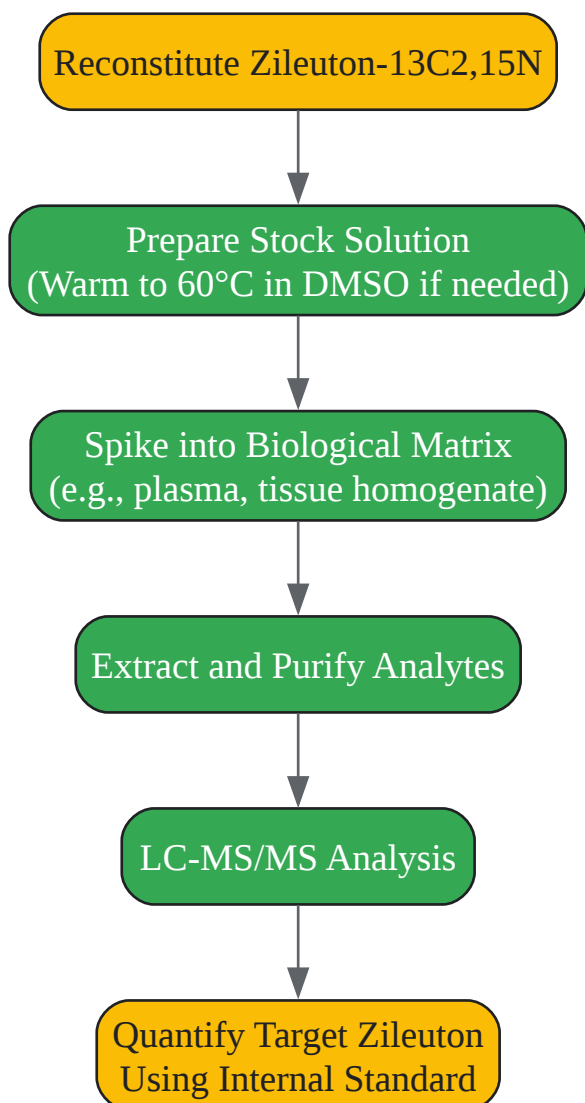 Reconstitute Zileuton-13C2,15N
Prepare Stock Solution
(Warm to 60°C in DMSO if needed)
Spike into Biological Matrix
(e.g., plasma, tissue homogenate)
Extract and Purify Analytes
LC-MS/MS Analysis
Quantify Target Zileuton
Using Internal Standard